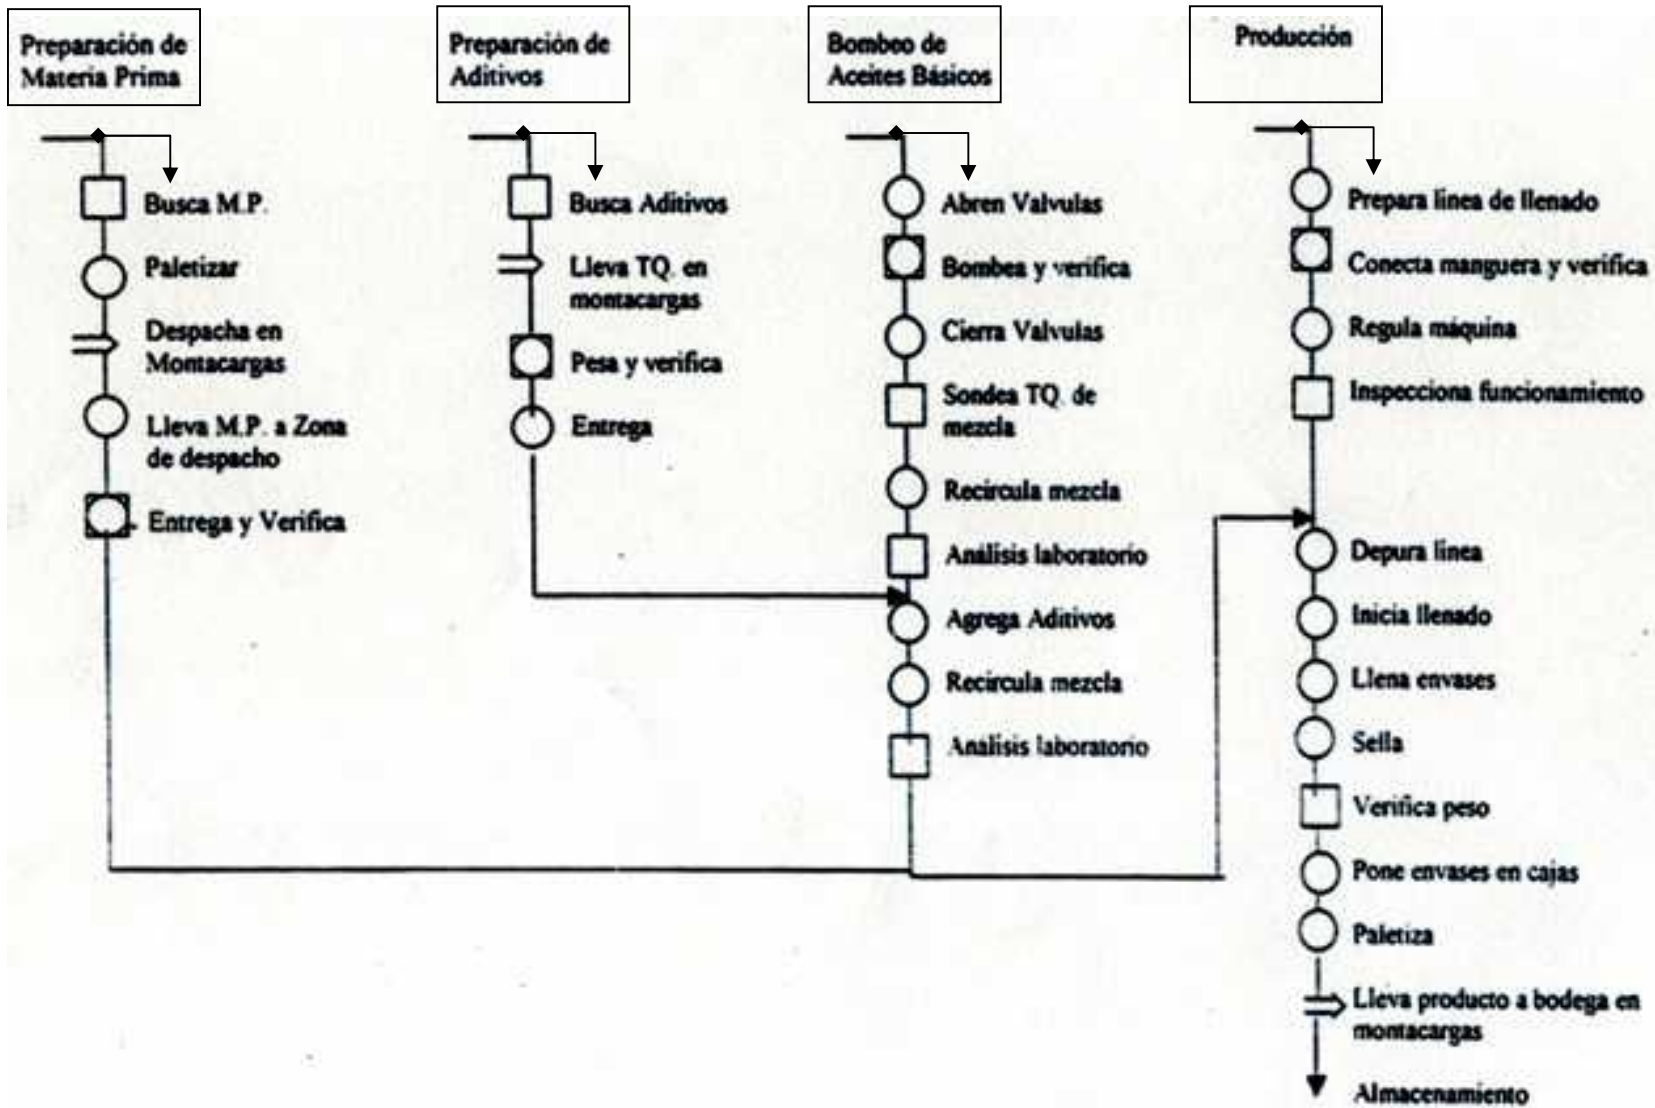 Preparación de
Materia Prima
Busca M.P.
Paletizar
Despacha en
Montacargas
Lleva M.P. a Zona
de despacho
Entrega y Verifica
Preparación de
Aditivos
Busca Aditivos
Lleva TQ. en
montacargas
Pesa y verifica
Entrega
Bombeo de
Aceites Básicos
Abren Valvulas
Bombea y verifica
Cierra Valvulas
Sondea TQ. de
mezcla
Recircula mezcla
Análisis laboratorio
Agrega Aditivos
Recircula mezcla
Análisis laboratorio
Producción
Prepara linea de llenado
Conecta manguera y verifica
Regula máquina
Inspecciona funcionamiento
Depura linea
Inicia llenado
Llena envases
Sella
Verifica peso
Pone envases en cajas
Paletiza
Lleva producto a bodega en
montacargas
Almacenamiento